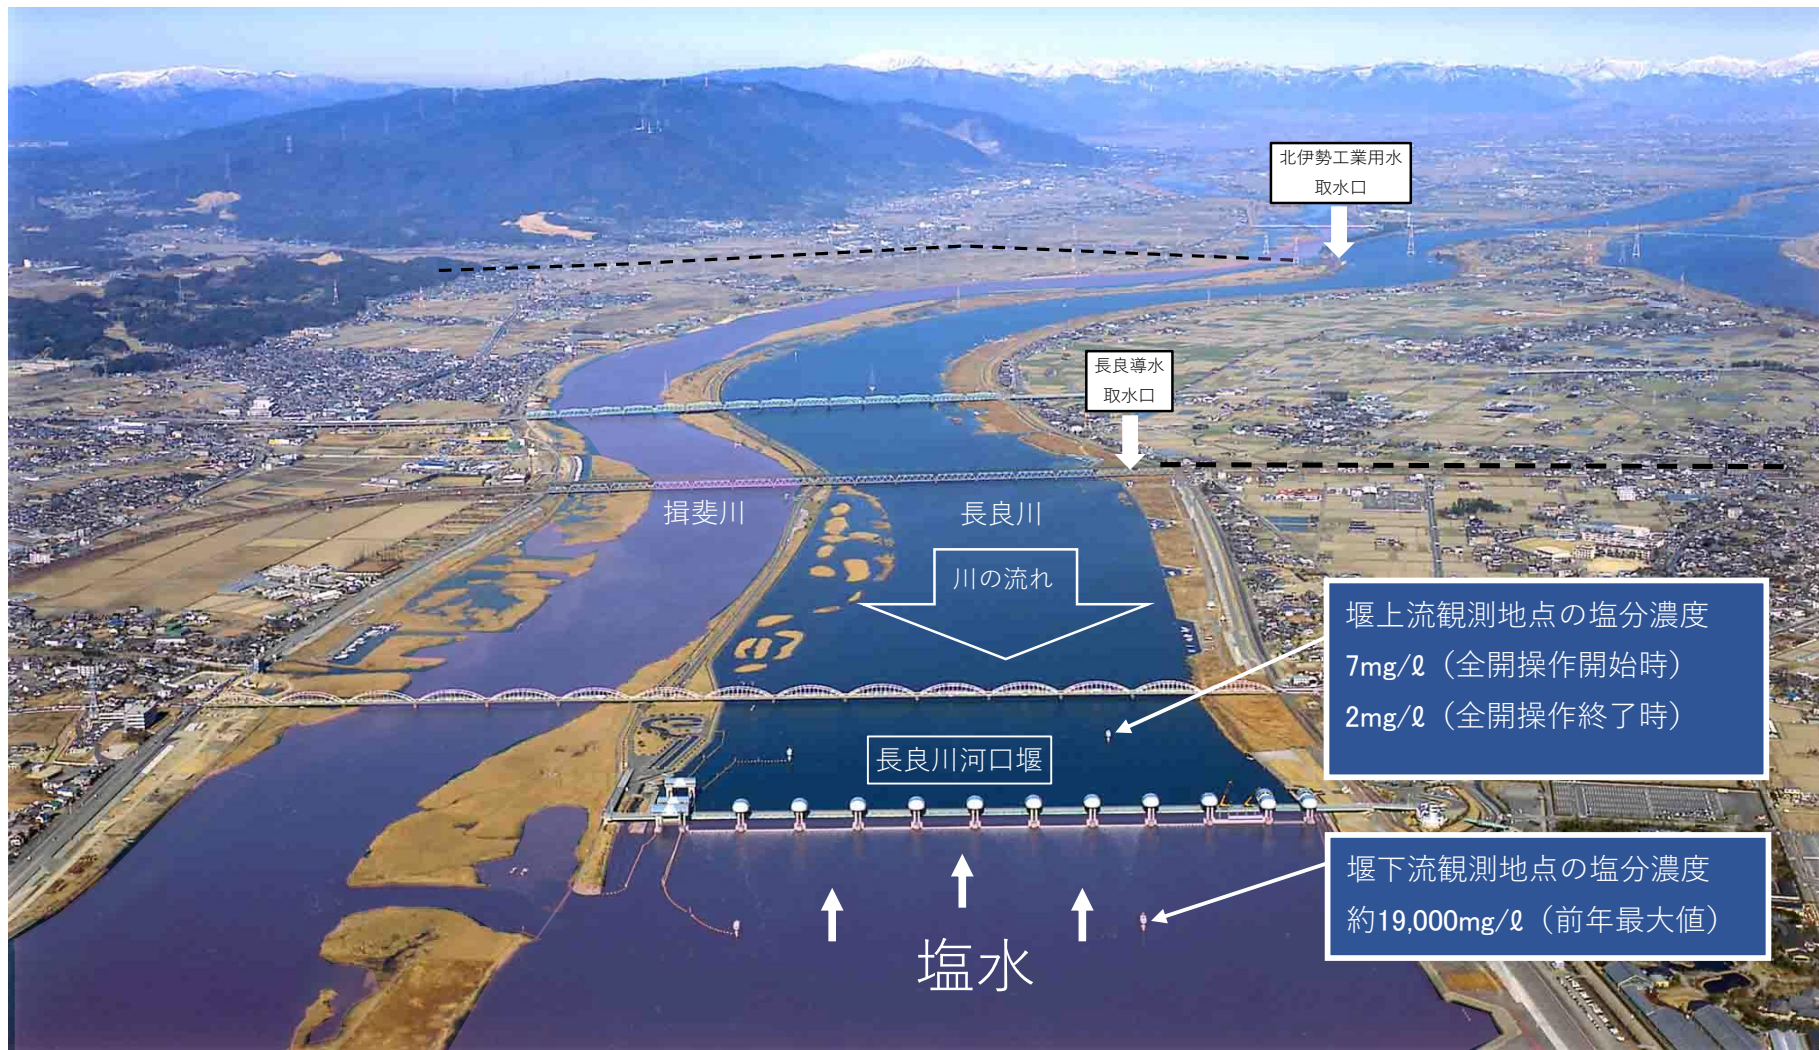 北伊勢工業用水
取水口
長良導水
取水口
揖斐川
長良川
川の流れ
堰上流観測地点の塩分濃度
7mg/ℓ（全開操作開始時）
2mg/ℓ（全開操作終了時）
長良川河口堰
堰下流観測地点の塩分濃度
約19,000mg/ℓ（前年最大値）
塩水